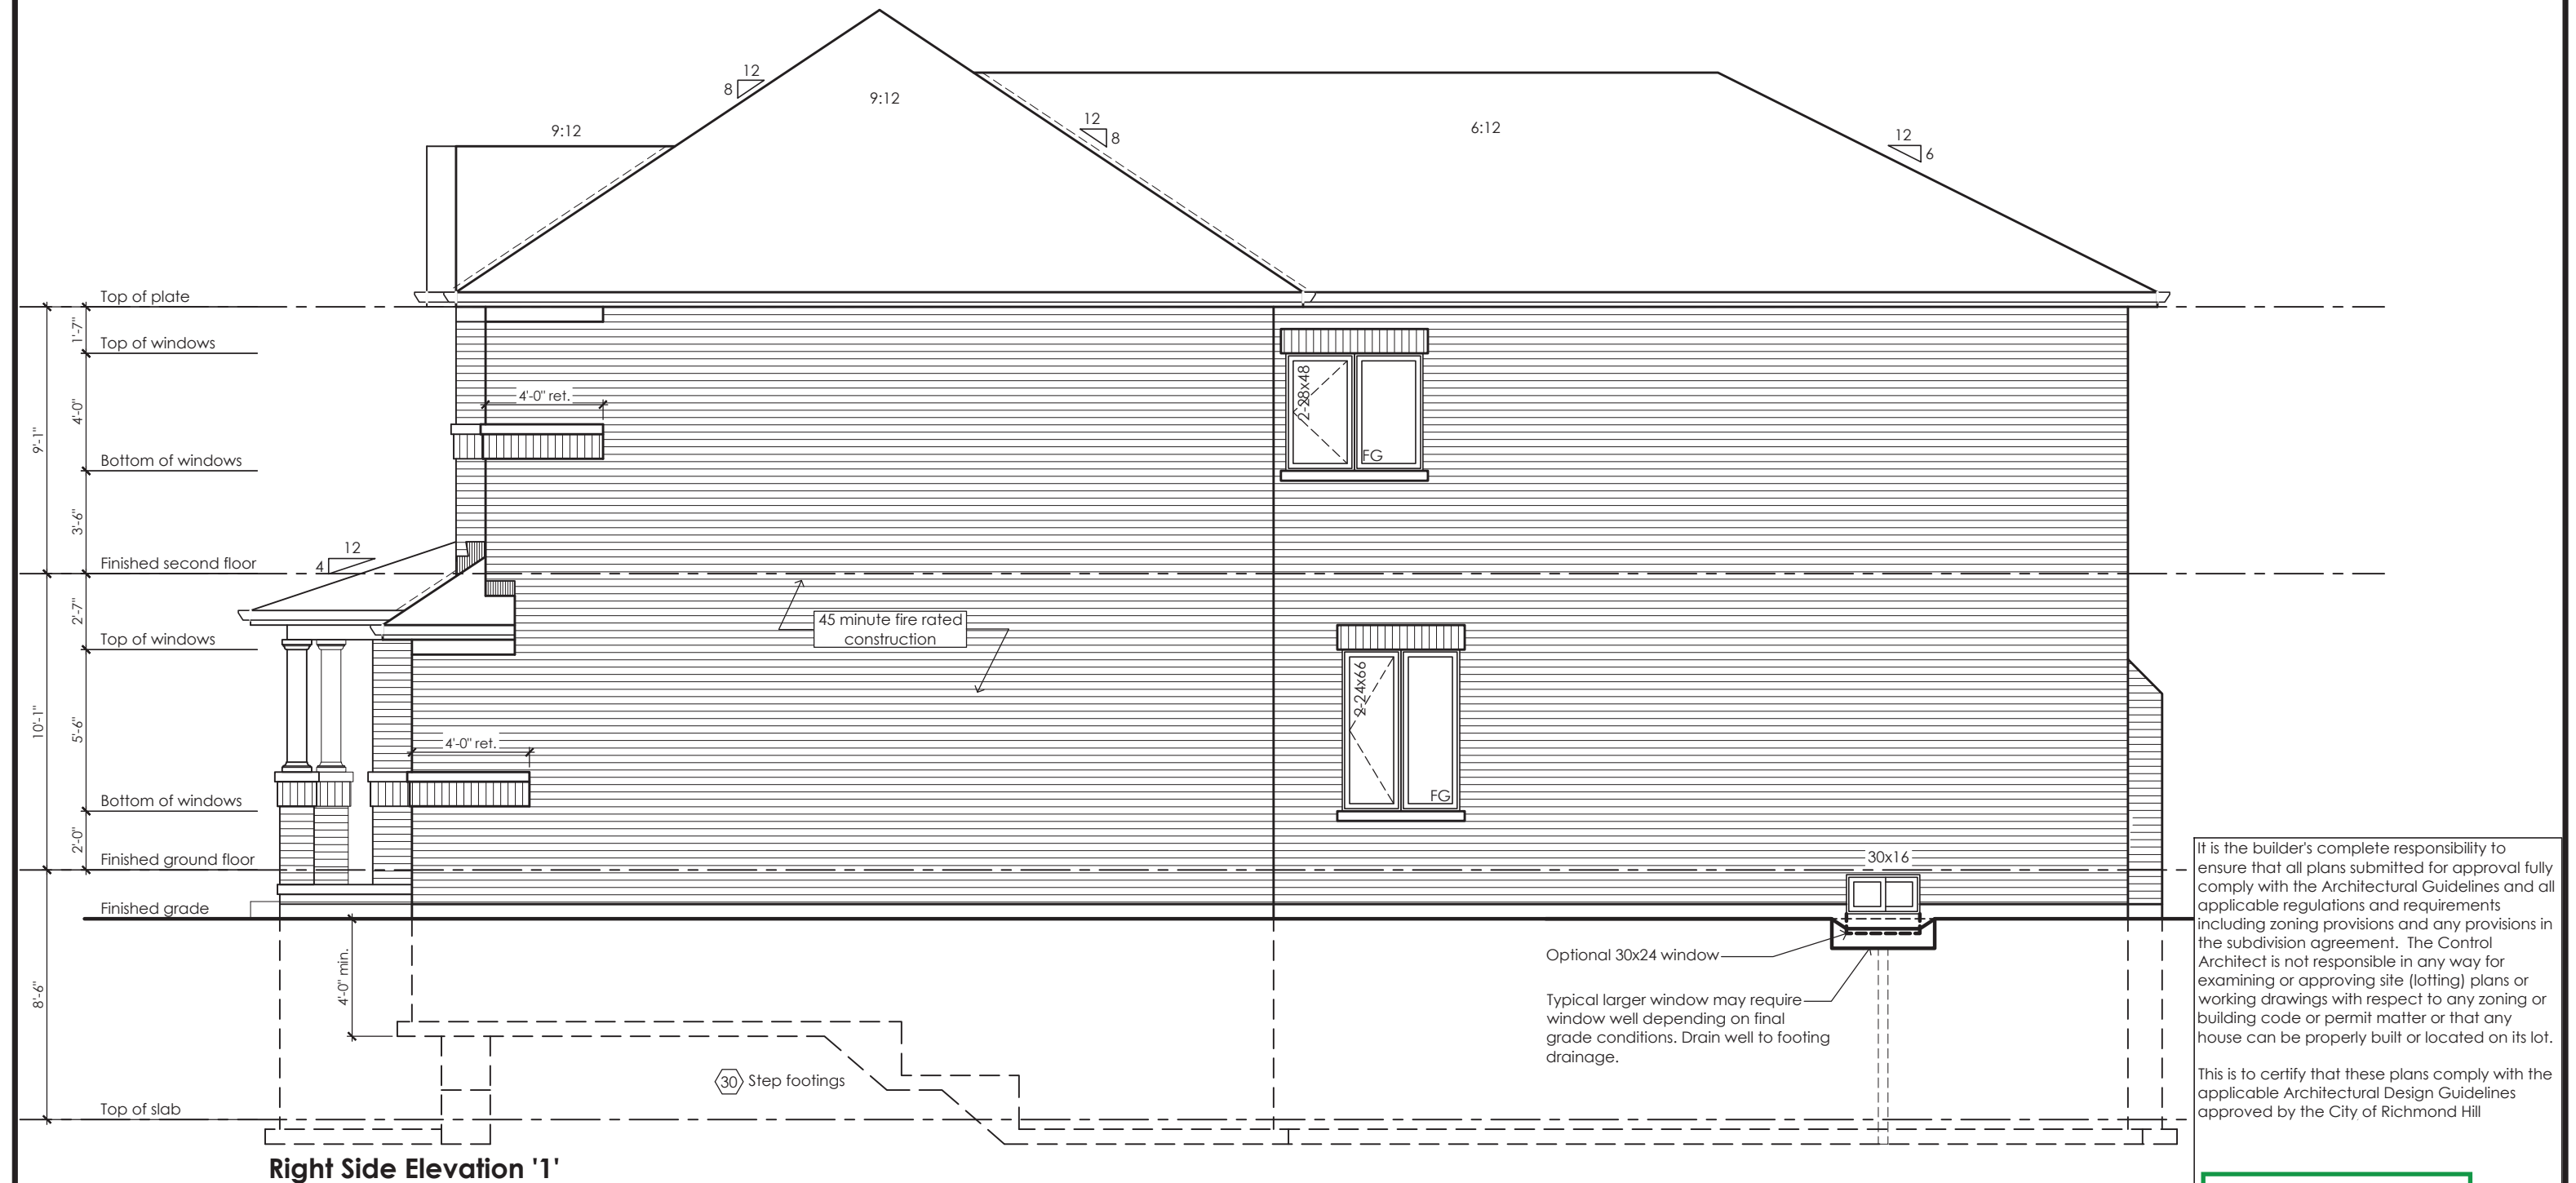 12
8
9:12
9:12
12
8
6:12
12
6
Top of plate
1'-7"
Top of windows
4'-0"
9'-1"
4'-0" ret.
2-28x48
FG
Bottom of windows
3'-6"
12
4
Finished second floor
2'-7"
45 minute fire rated
construction
Top of windows
10'-1"
5'-6"
2-24x66
FG
4'-0" ret.
Bottom of windows
2'-0"
Finished ground floor
30x16
Finished grade
4'-0" min.
8'-6"
Optional 30x24 window
Typical larger window may require
window well depending on final
grade conditions. Drain well to footing
drainage.
30 Step footings
Top of slab
Right Side Elevation '1'
It is the builder's complete responsibility to
ensure that all plans submitted for approval fully
comply with the Architectural Guidelines and all
applicable regulations and requirements
including zoning provisions and any provisions in
the subdivision agreement. The Control
Architect is not responsible in any way for
examining or approving site (lotting) plans or
working drawings with respect to any zoning or
building code or permit matter or that any
house can be properly built or located on its lot.
This is to certify that these plans comply with the
applicable Architectural Design Guidelines
approved by the City of Richmond Hill